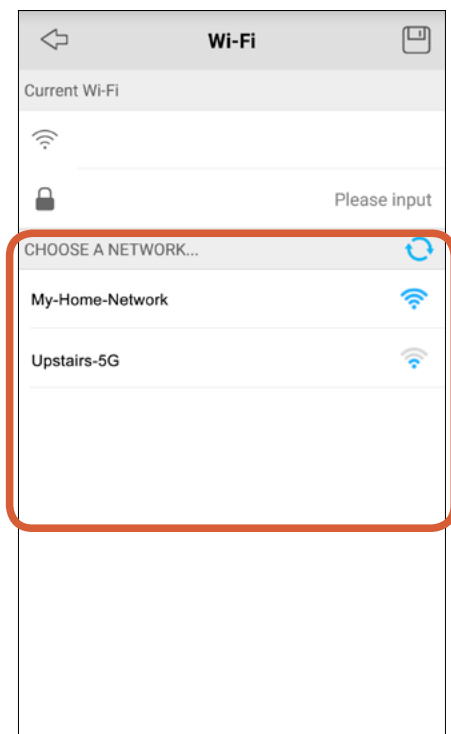 Wi-Fi
Current Wi-Fi
Please input
CHOOSE A NETWORK...
My-Home-Network
Upstairs-5G